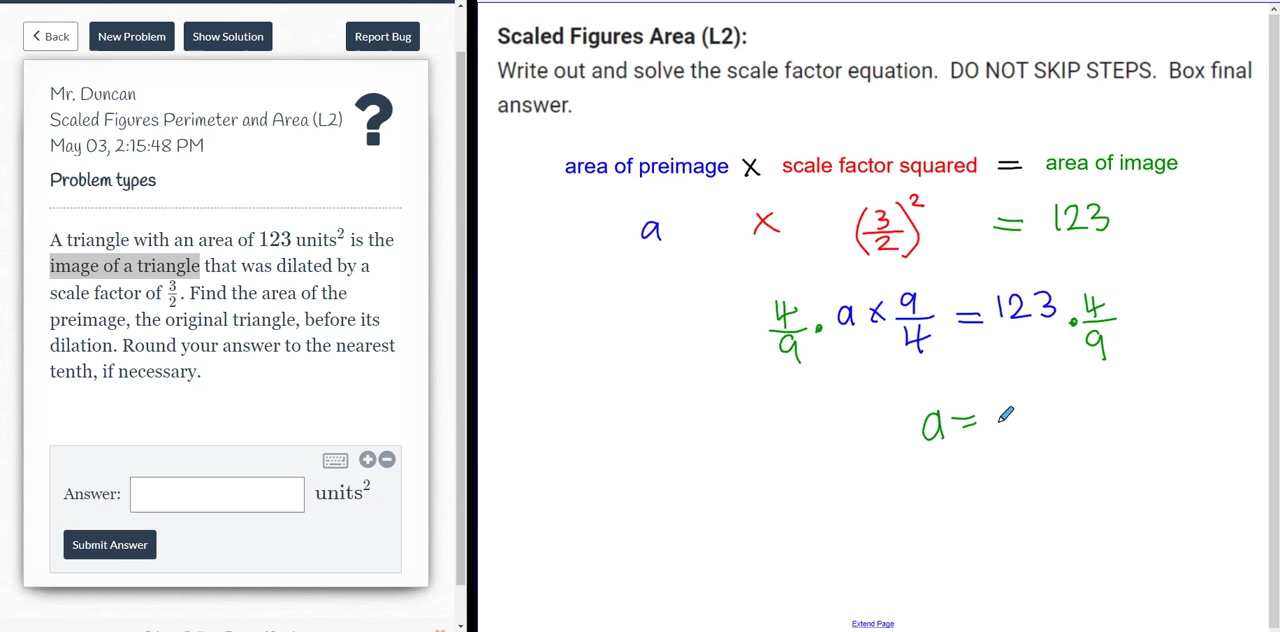 Back New Problem Show Solution Report Bug
Mr. Duncan
Scaled Figures Perimeter and Area (L2)
May 03, 2:15:48 PM
?
Problem types
A triangle with an area of 123 units² is the
image of a triangle that was dilated by a
scale factor of 3/2. Find the area of the
preimage, the original triangle, before its
dilation. Round your answer to the nearest
tenth, if necessary.
Answer: units²
Submit Answer
Scaled Figures Area (L2):
Write out and solve the scale factor equation. DO NOT SKIP STEPS. Box final
answer.
area of preimage × scale factor squared = area of image
a × (3/2)² = 123
4/9 · a × 9/4 = 123 · 4/9
a =
Extend Page